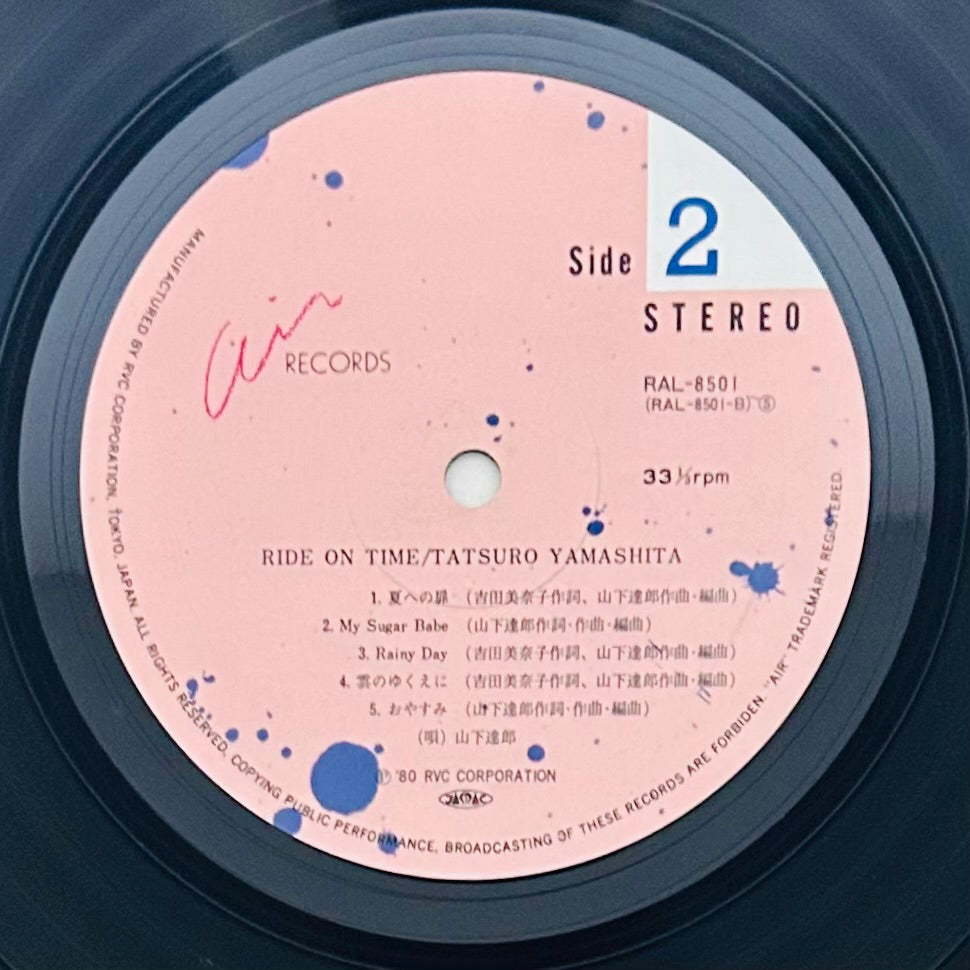 Side 2
STEREO
Air RECORDS
RAL-8501
(RAL-8501-B) Ⓢ
33⅓rpm
RIDE ON TIME/TATSURO YAMASHITA
1. 夏への扉 (吉田美奈子作詞、山下達郎作曲・編曲)
2. My Sugar Babe (山下達郎作詞・作曲・編曲)
3. Rainy Day (吉田美奈子作詞、山下達郎作曲・編曲)
4. 雲のゆくえに (吉田美奈子作詞、山下達郎作曲・編曲)
5. おやすみ (山下達郎作詞・作曲・編曲)
(唄) 山下達郎
Ⓟ '80 RVC CORPORATION
JASRAC
MANUFACTURED BY RVC CORPORATION, TOKYO, JAPAN. ALL RIGHTS RESERVED, COPYING PUBLIC PERFORMANCE, BROADCASTING OF THESE RECORDS ARE FORBIDEN. "AIR" TRADEMARK REGISTERED.